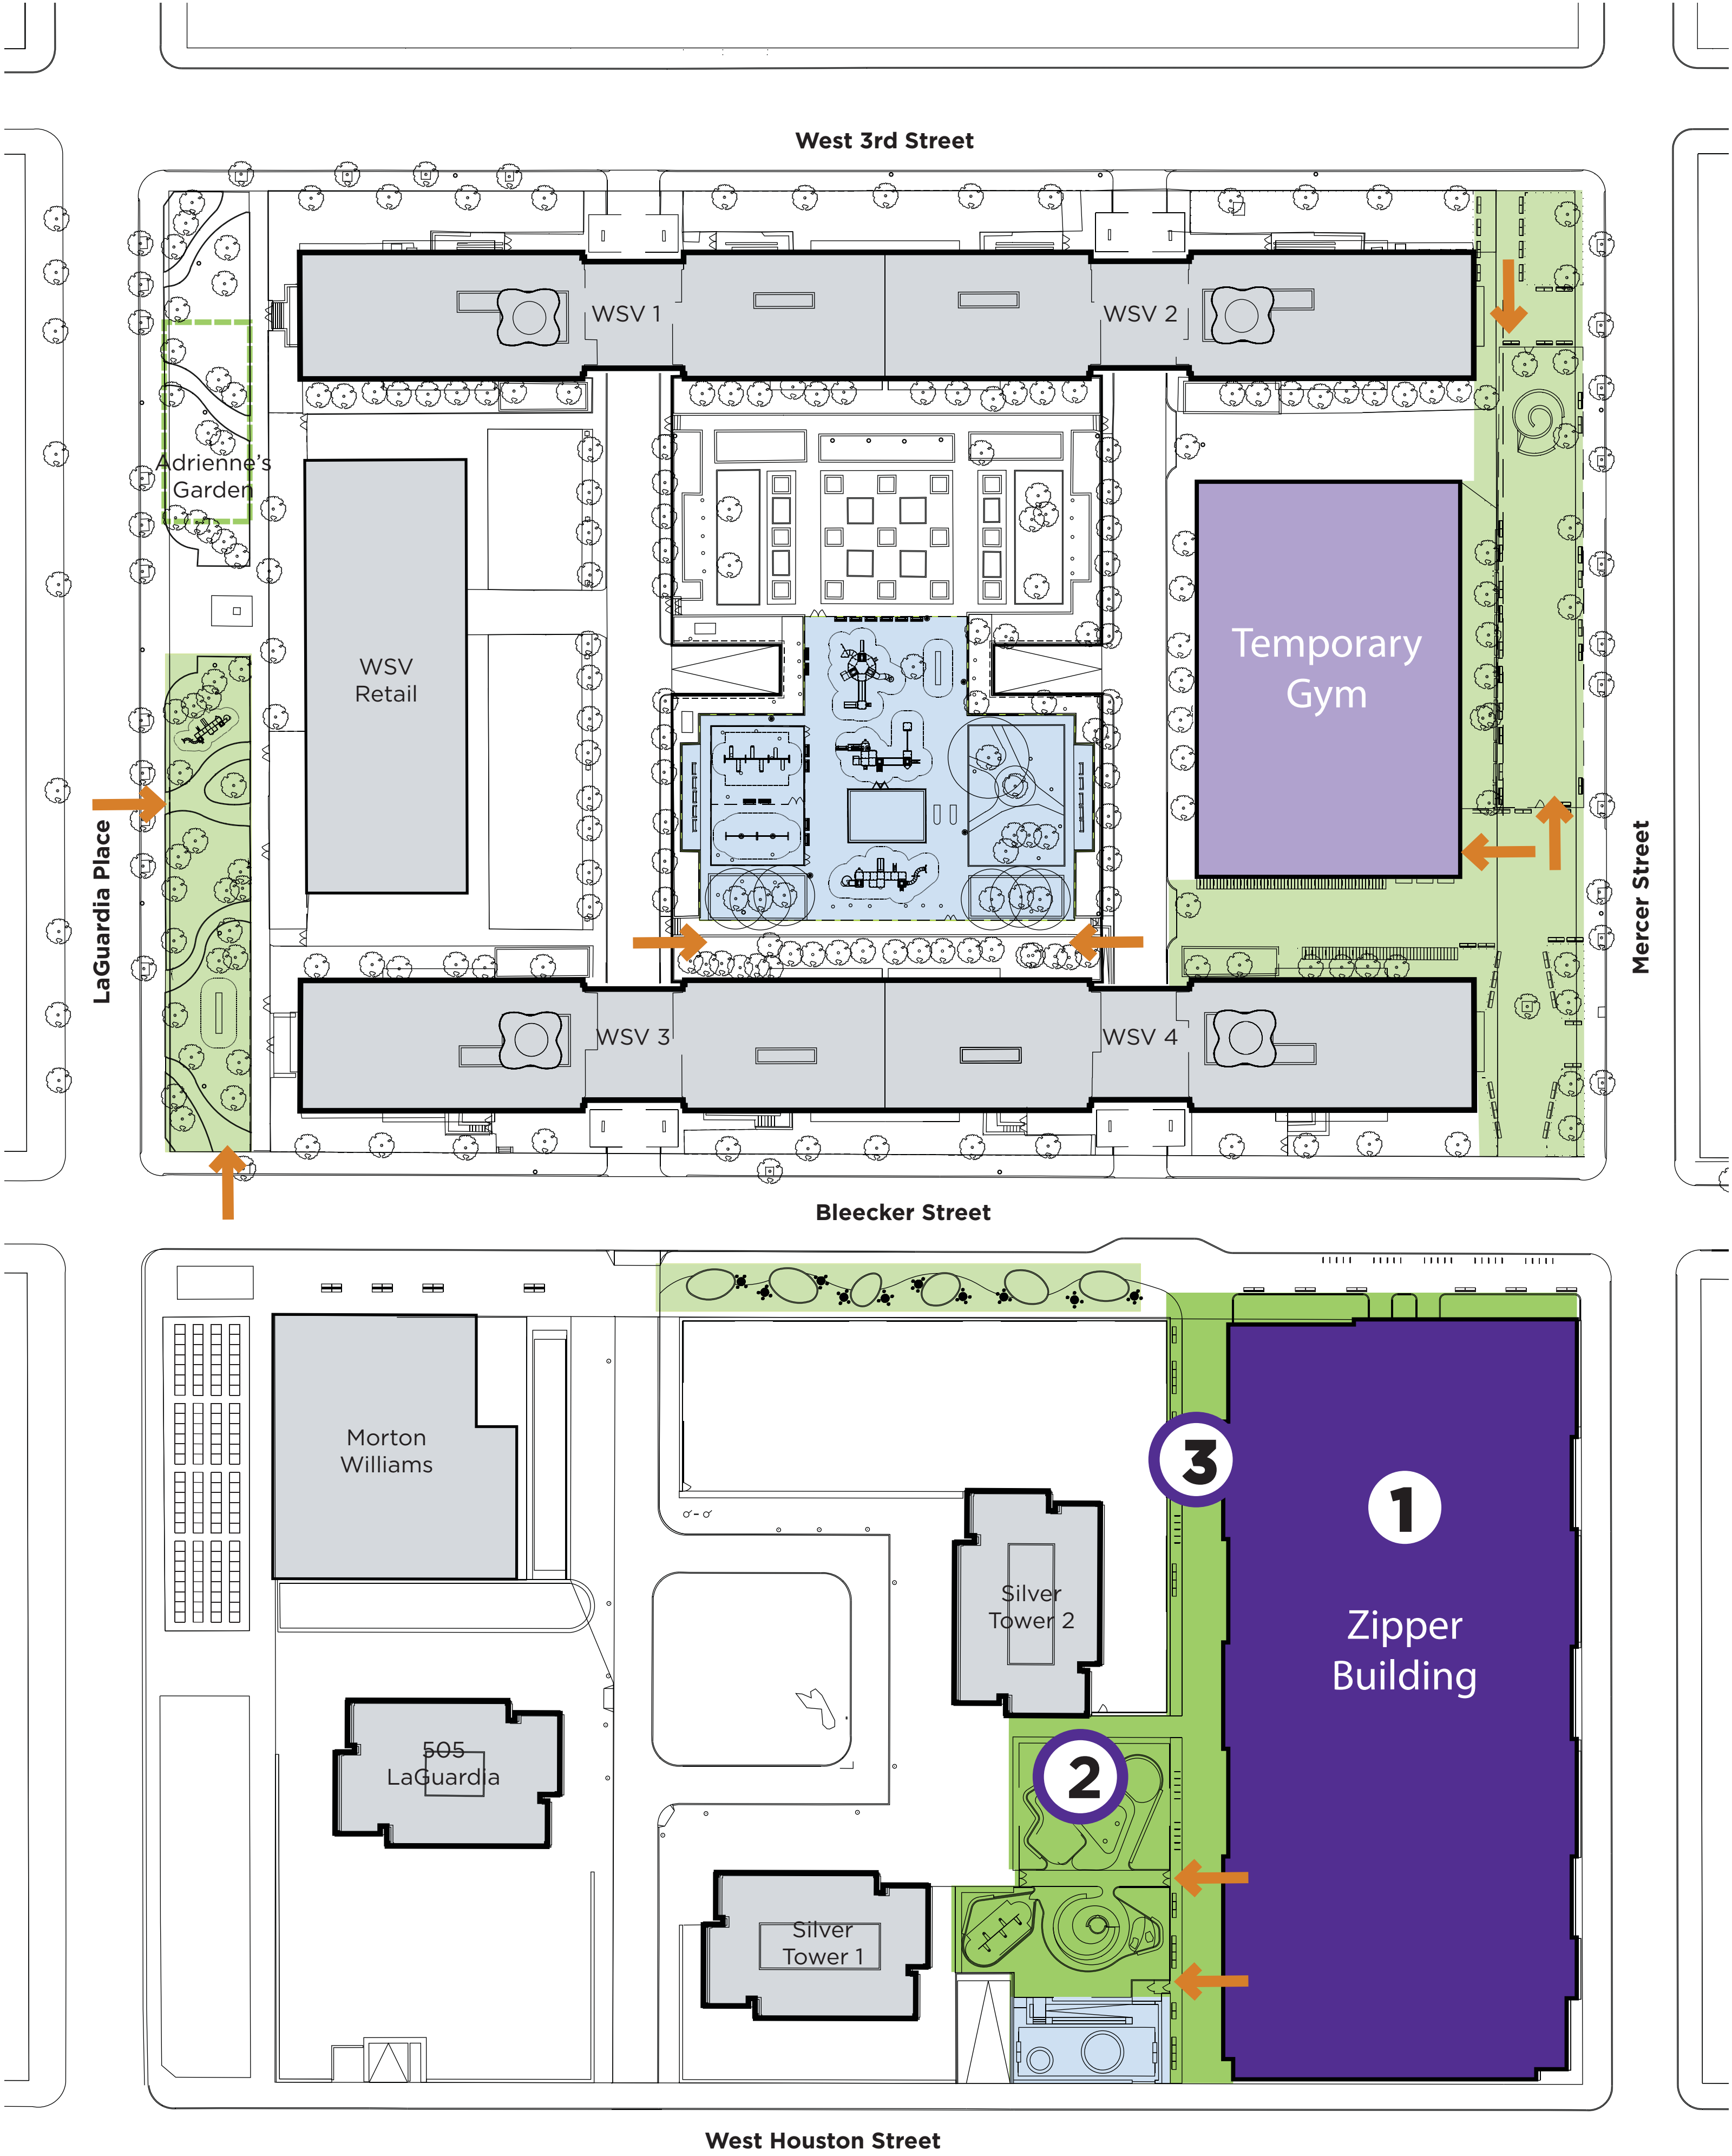 West 3rd Street
WSV 1
WSV 2
Adrienne's
Garden
WSV
Retail
Temporary
Gym
LaGuardia Place
Mercer Street
WSV 3
WSV 4
Bleecker Street
Morton
Williams
3
1
Silver
Tower 2
Zipper
Building
505
LaGuardia
2
Silver
Tower 1
West Houston Street